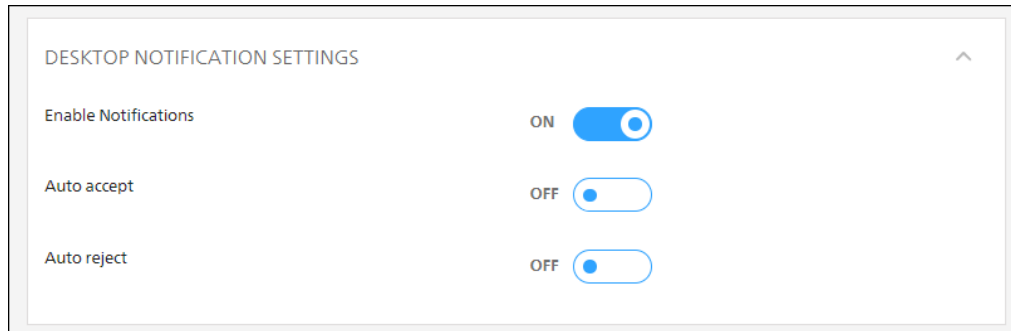 DESKTOP NOTIFICATION SETTINGS
Enable Notifications ON
Auto accept OFF
Auto reject OFF